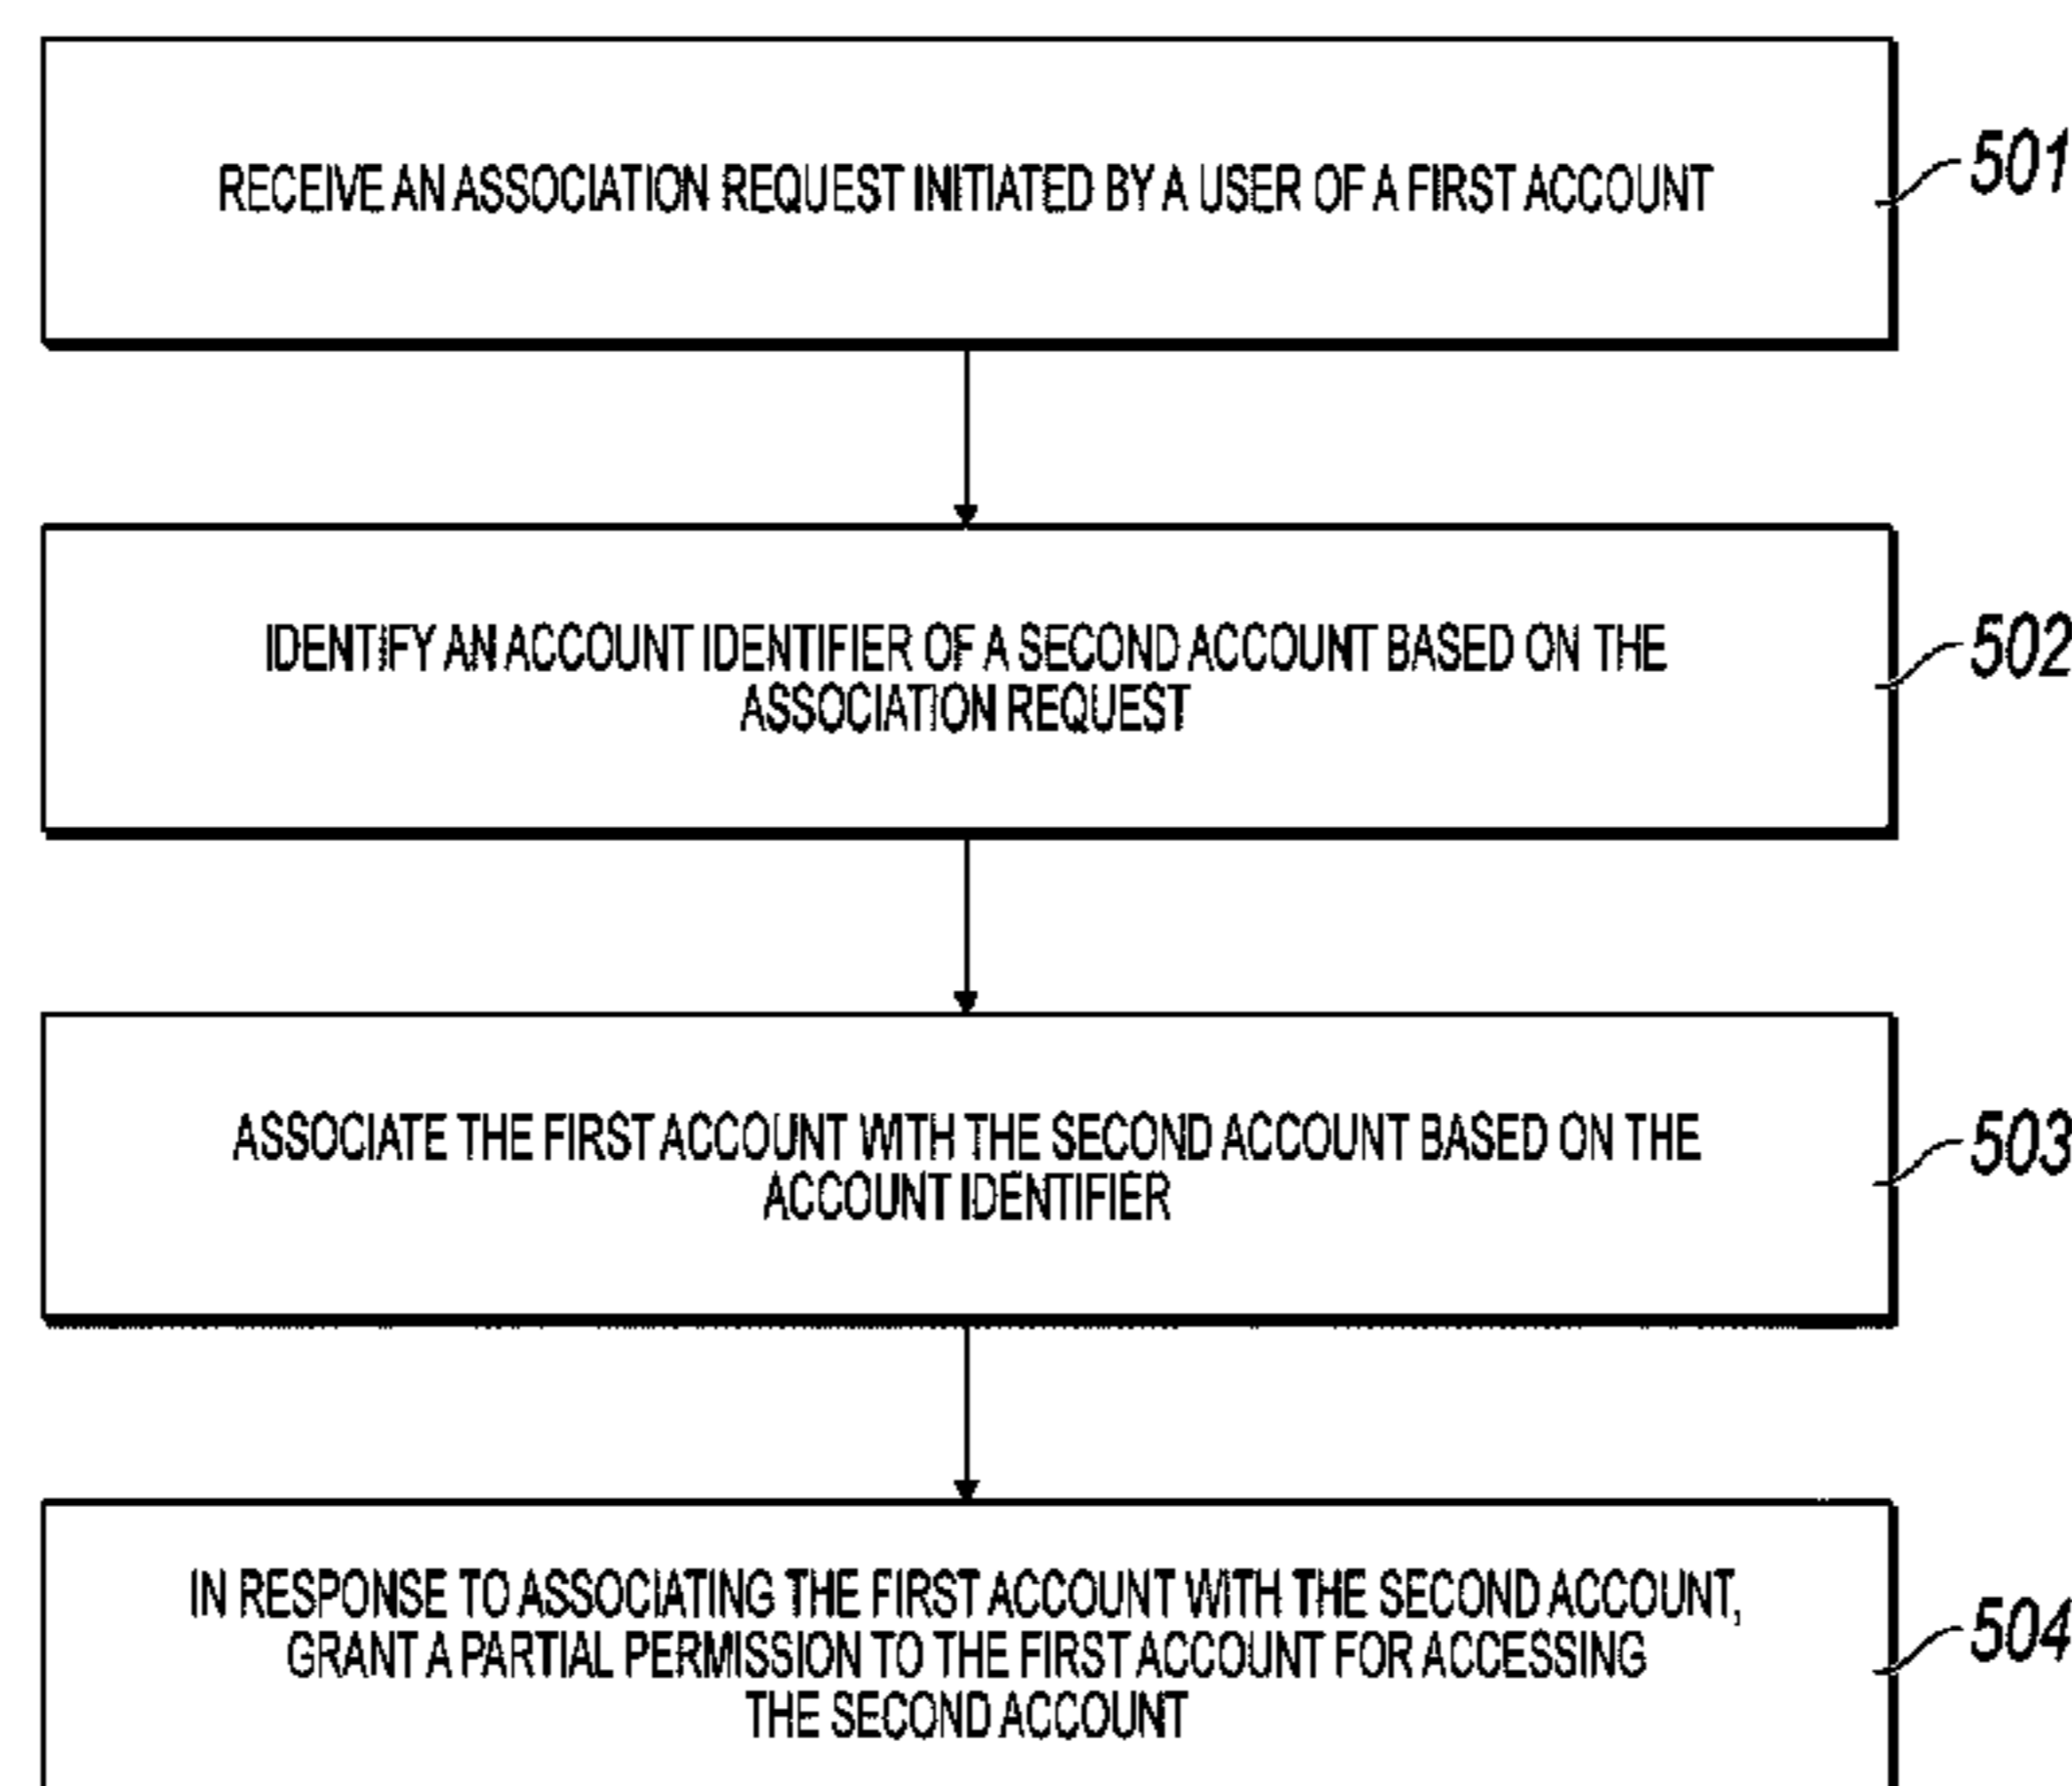 RECEIVE AN ASSOCIATION REQUEST INITIATED BY A USER OF A FIRST ACCOUNT
501
IDENTIFY AN ACCOUNT IDENTIFIER OF A SECOND ACCOUNT BASED ON THE
ASSOCIATION REQUEST
502
ASSOCIATE THE FIRST ACCOUNT WITH THE SECOND ACCOUNT BASED ON THE
ACCOUNT IDENTIFIER
503
IN RESPONSE TO ASSOCIATING THE FIRST ACCOUNT WITH THE SECOND ACCOUNT,
GRANT A PARTIAL PERMISSION TO THE FIRST ACCOUNT FOR ACCESSING
THE SECOND ACCOUNT
504